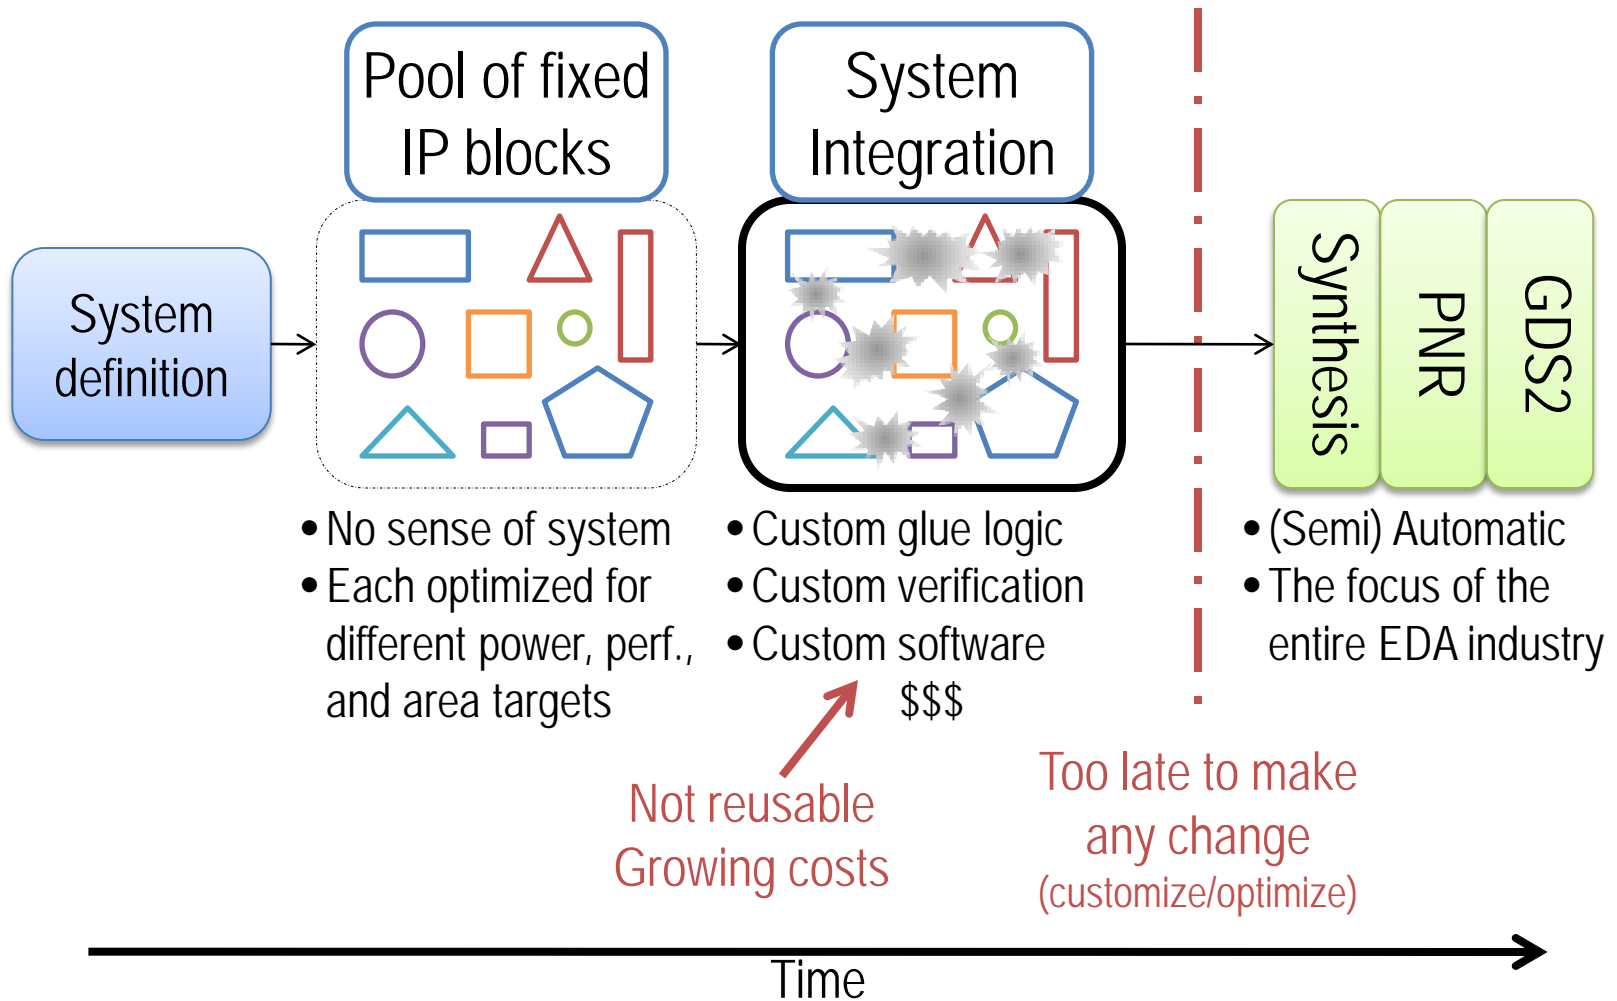 Pool of fixed
IP blocks
System
Integration
System
definition
Synthesis
PNR
GDS2
• No sense of system
• Each optimized for
different power, perf.,
and area targets
• Custom glue logic
• Custom verification
• Custom software
$$$
• (Semi) Automatic
• The focus of the
entire EDA industry
Not reusable
Growing costs
Too late to make
any change
(customize/optimize)
Time